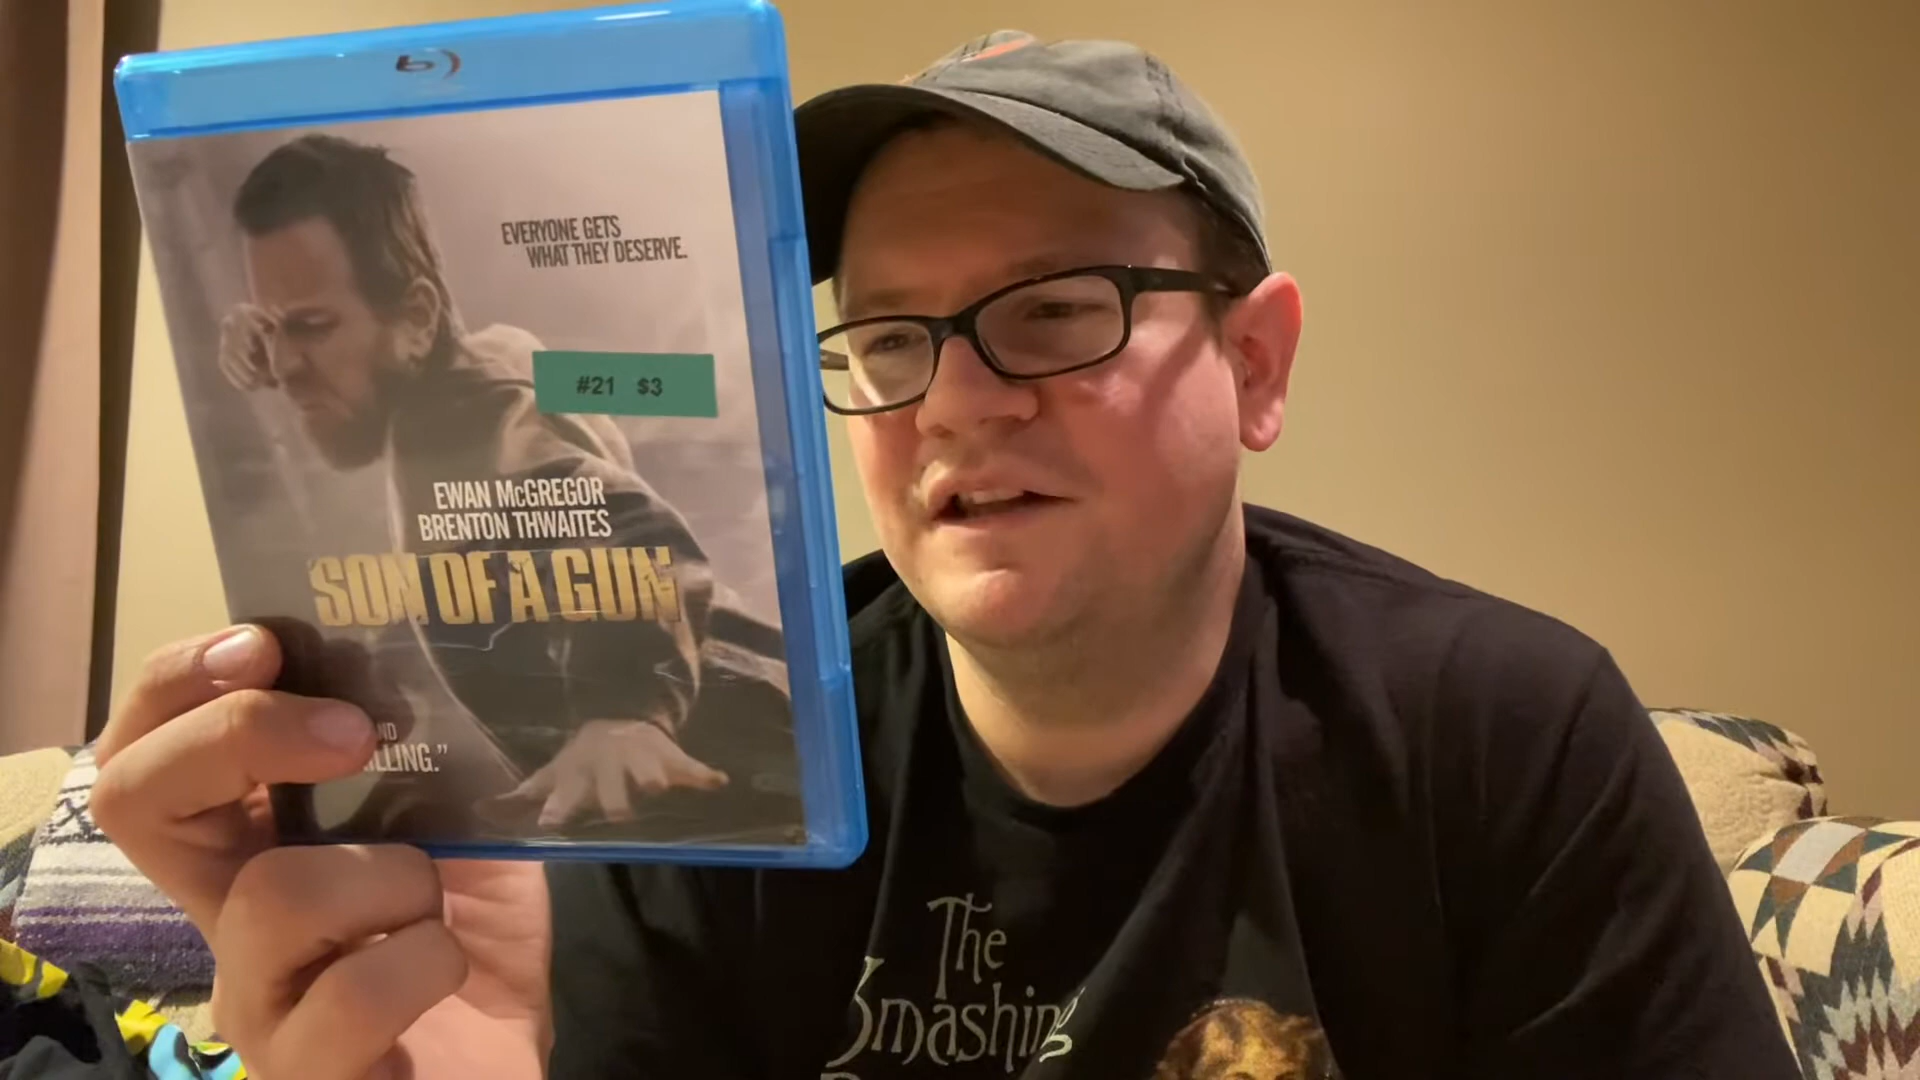 EVERYONE GETS
WHAT THEY DESERVE.
#21 $3
EWAN McGREGOR
BRENTON THWAITES
SON OF A GUN
The
Smashing